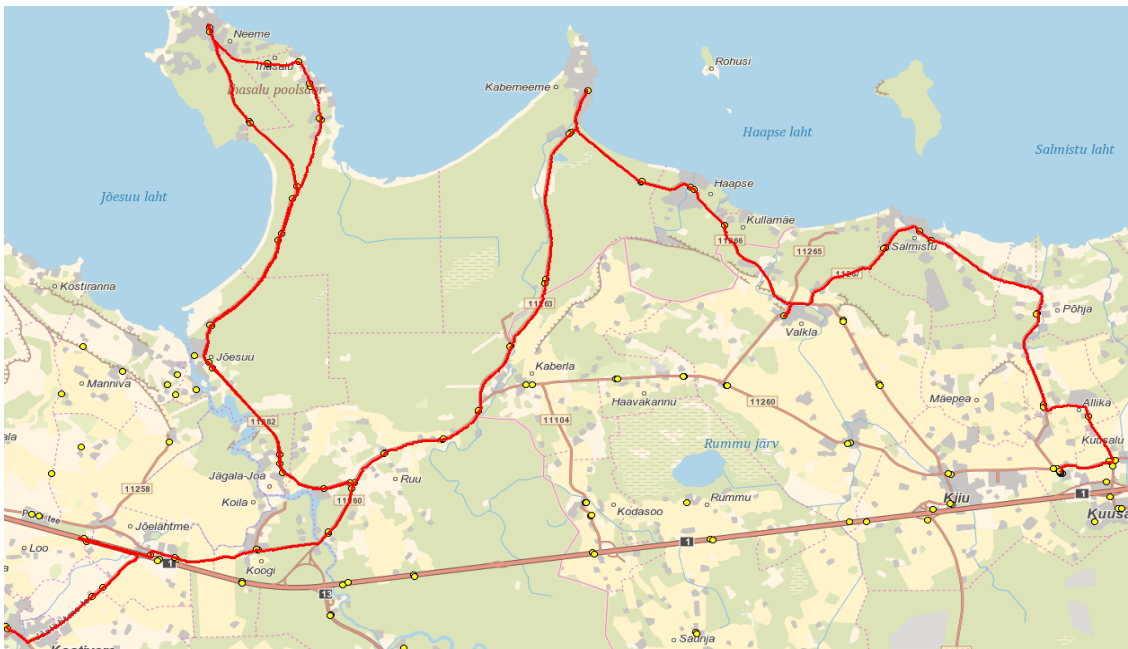 Neeme
Ihasalu
Ihasalu poolsaar
Kaberneeme
Rohusi
Haapse laht
Salmistu laht
Jõesuu laht
Haapse
Kullamäe
11266
11265
Salmistu
11267
Kostiranna
11263
Põhja
Valkla
Jõesuu
Manniva
Kaberla
Haavakannu
11260
Mäepea
Allika
11262
11104
Kuusalu
Rummu järv
Jägala-Joa
Ruu
11258
Koila
11260
Kiiu
1
Kodasoo
Rummu
tee
Jõelähtme
Loo
1
1
Koogi
13
Saunja